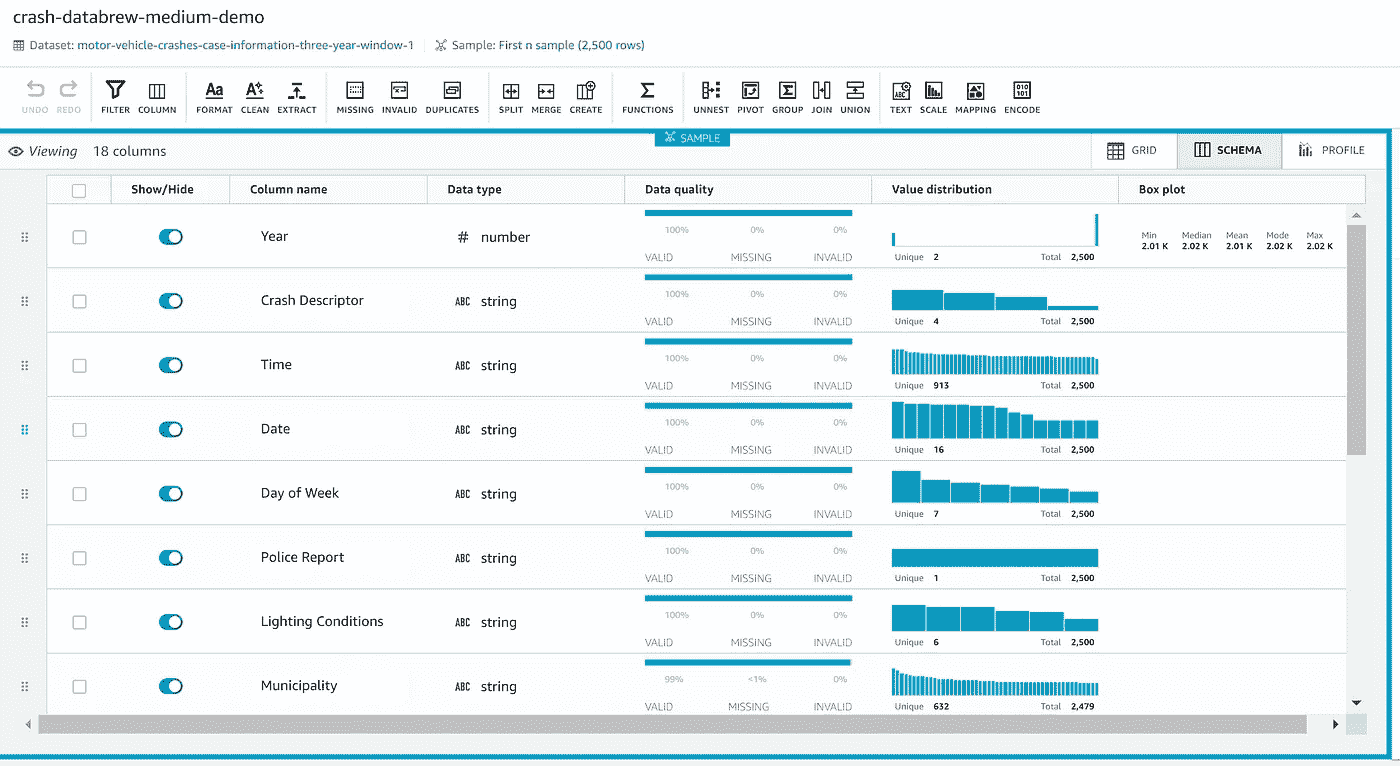 crash-databrew-medium-demo
Dataset: motor-vehicle-crashes-case-information-three-year-window-1 Sample: First n sample (2,500 rows)
UNDO REDO FILTER COLUMN FORMAT CLEAN EXTRACT MISSING INVALID DUPLICATES SPLIT MERGE CREATE FUNCTIONS UNNEST PIVOT GROUP JOIN UNION TEXT SCALE MAPPING ENCODE
SAMPLE
Viewing 18 columns GRID SCHEMA PROFILE
Show/Hide Column name Data type Data quality Value distribution Box plot
Year # number 100% 0% 0%
VALID MISSING INVALID Unique 2 Total 2,500
Min Median Mean Mode Max
2.01 K 2.02 K 2.01 K 2.02 K 2.02 K
Crash Descriptor ABC string 100% 0% 0%
VALID MISSING INVALID Unique 4 Total 2,500
Time ABC string 100% 0% 0%
VALID MISSING INVALID Unique 913 Total 2,500
Date ABC string 100% 0% 0%
VALID MISSING INVALID Unique 16 Total 2,500
Day of Week ABC string 100% 0% 0%
VALID MISSING INVALID Unique 7 Total 2,500
Police Report ABC string 100% 0% 0%
VALID MISSING INVALID Unique 1 Total 2,500
Lighting Conditions ABC string 100% 0% 0%
VALID MISSING INVALID Unique 6 Total 2,500
Municipality ABC string 99% <1% 0%
VALID MISSING INVALID Unique 632 Total 2,479